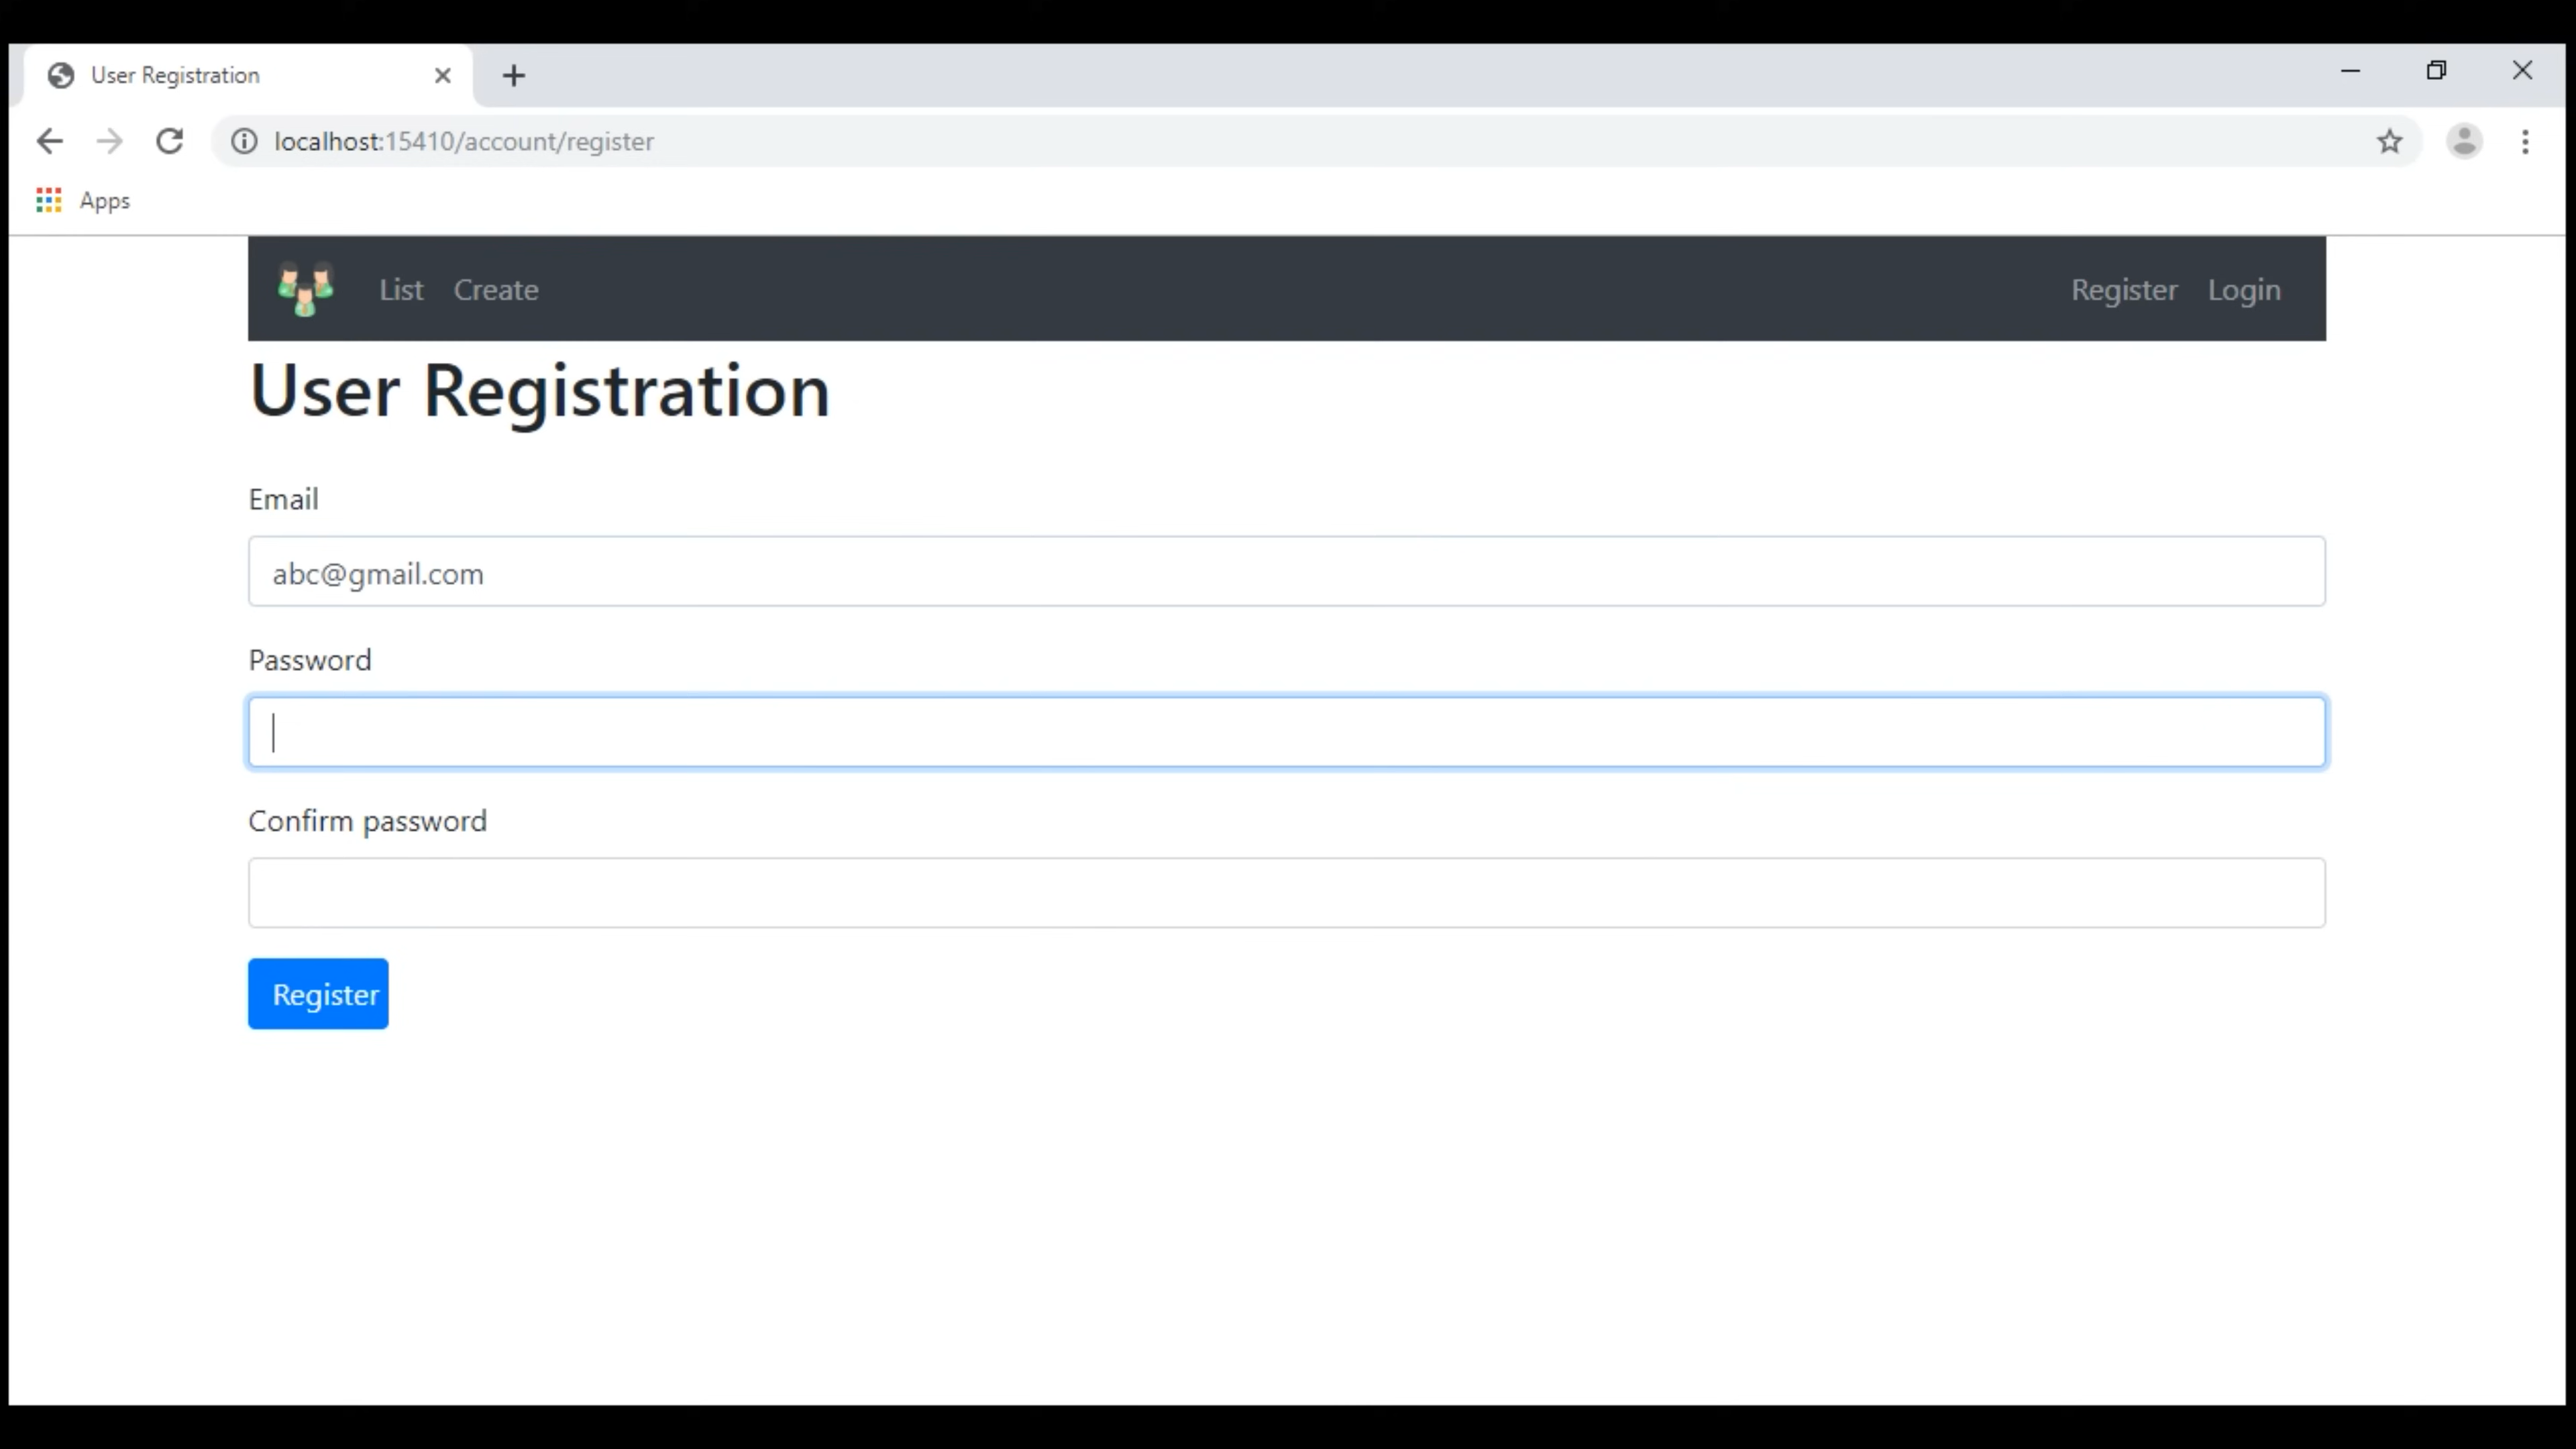 User Registration
localhost:15410/account/register
Apps
List Create Register Login
User Registration
Email
abc@gmail.com
Password
Confirm password
Register